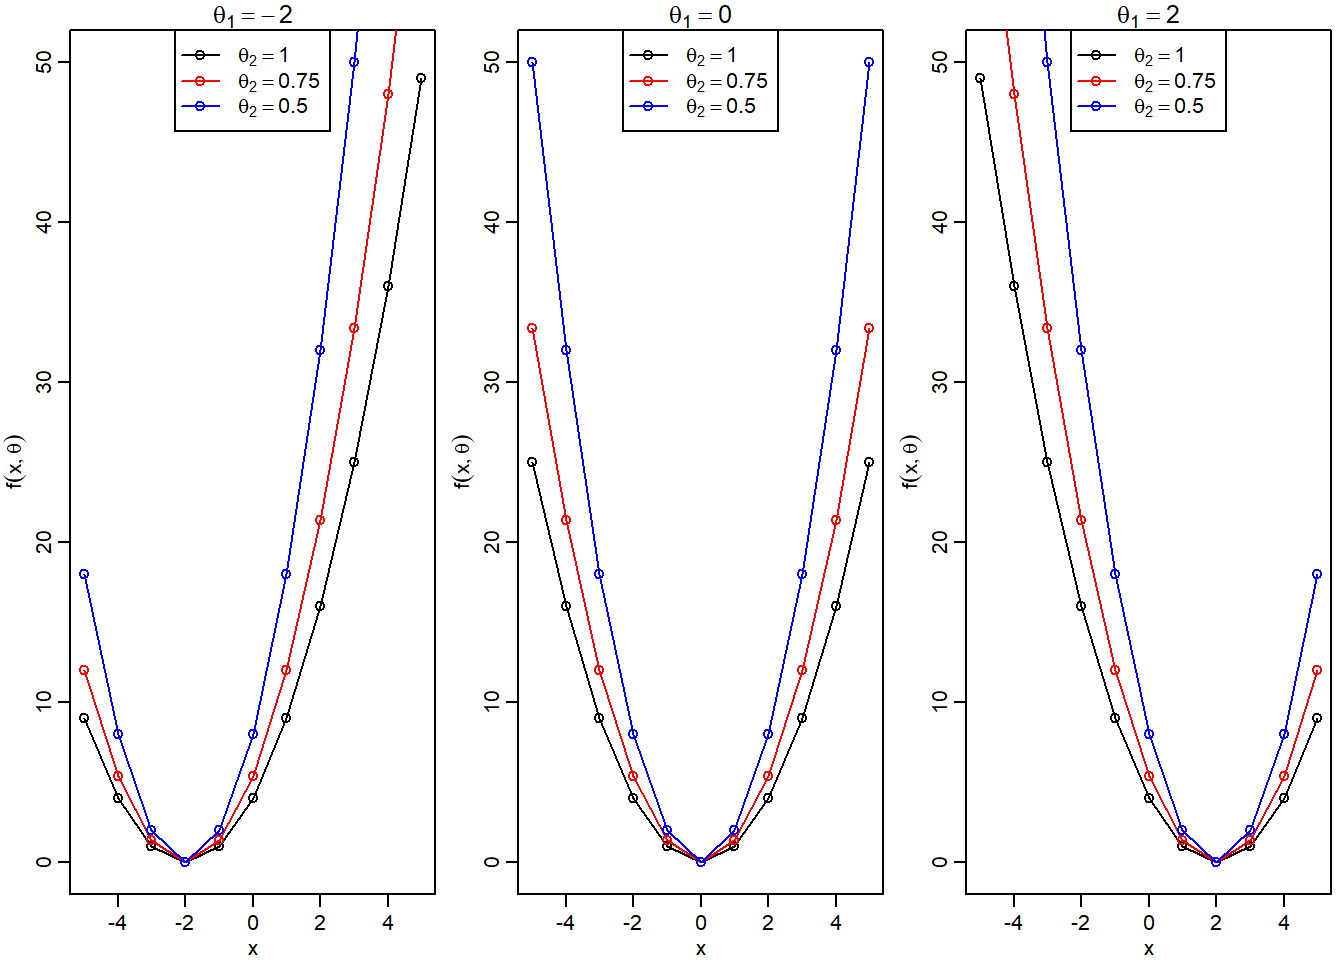 θ₁ = − 2
θ₂ = 1
θ₂ = 0.75
θ₂ = 0.5
50
40
30
20
10
0
f(x, θ)
-4 -2 0 2 4
x
θ₁ = 0
θ₂ = 1
θ₂ = 0.75
θ₂ = 0.5
50
40
30
20
10
0
f(x, θ)
-4 -2 0 2 4
x
θ₁ = 2
θ₂ = 1
θ₂ = 0.75
θ₂ = 0.5
50
40
30
20
10
0
f(x, θ)
-4 -2 0 2 4
x